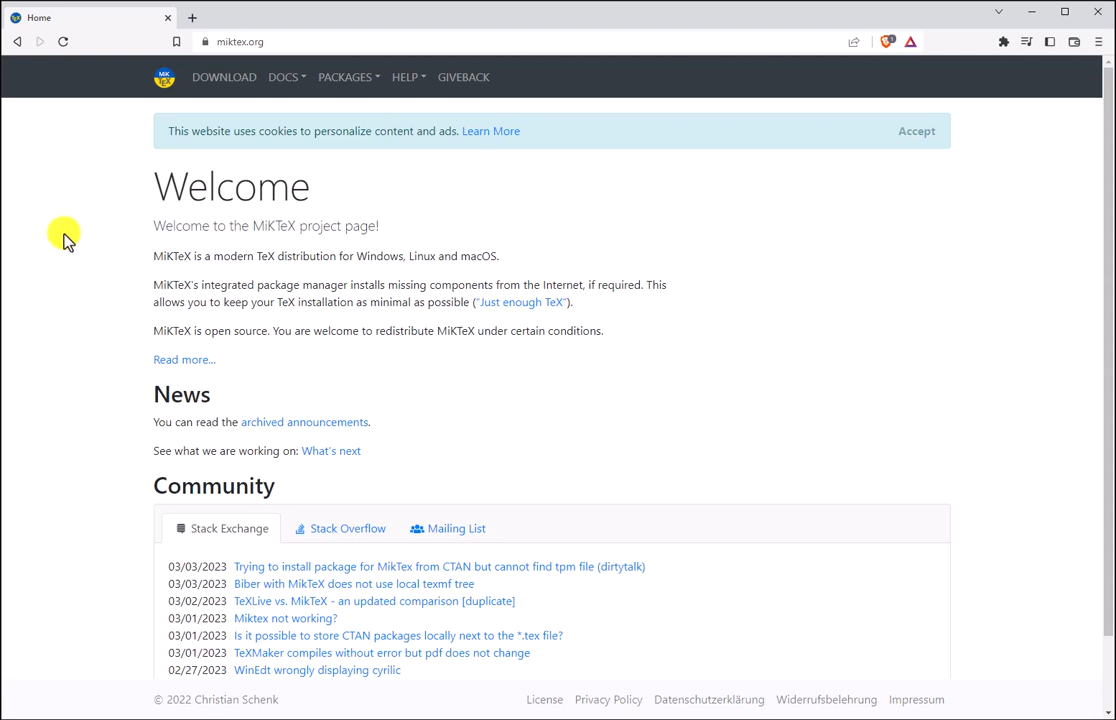 Home
miktex.org
1
MiK
TeX
DOWNLOAD DOCS PACKAGES HELP GIVEBACK
This website uses cookies to personalize content and ads. Learn More Accept
Welcome
Welcome to the MiKTeX project page!
MiKTeX is a modern TeX distribution for Windows, Linux and macOS.
MiKTeX's integrated package manager installs missing components from the Internet, if required. This
allows you to keep your TeX installation as minimal as possible ("Just enough TeX").
MiKTeX is open source. You are welcome to redistribute MiKTeX under certain conditions.
Read more...
News
You can read the archived announcements.
See what we are working on: What's next
Community
Stack Exchange Stack Overflow Mailing List
03/03/2023 Trying to install package for MikTex from CTAN but cannot find tpm file (dirtytalk)
03/03/2023 Biber with MikTeX does not use local texmf tree
03/02/2023 TeXLive vs. MikTeX - an updated comparison [duplicate]
03/01/2023 Miktex not working?
03/01/2023 Is it possible to store CTAN packages locally next to the *.tex file?
03/01/2023 TeXMaker compiles without error but pdf does not change
02/27/2023 WinEdt wrongly displaying cyrilic
© 2022 Christian Schenk License Privacy Policy Datenschutzerklärung Widerrufsbelehrung Impressum